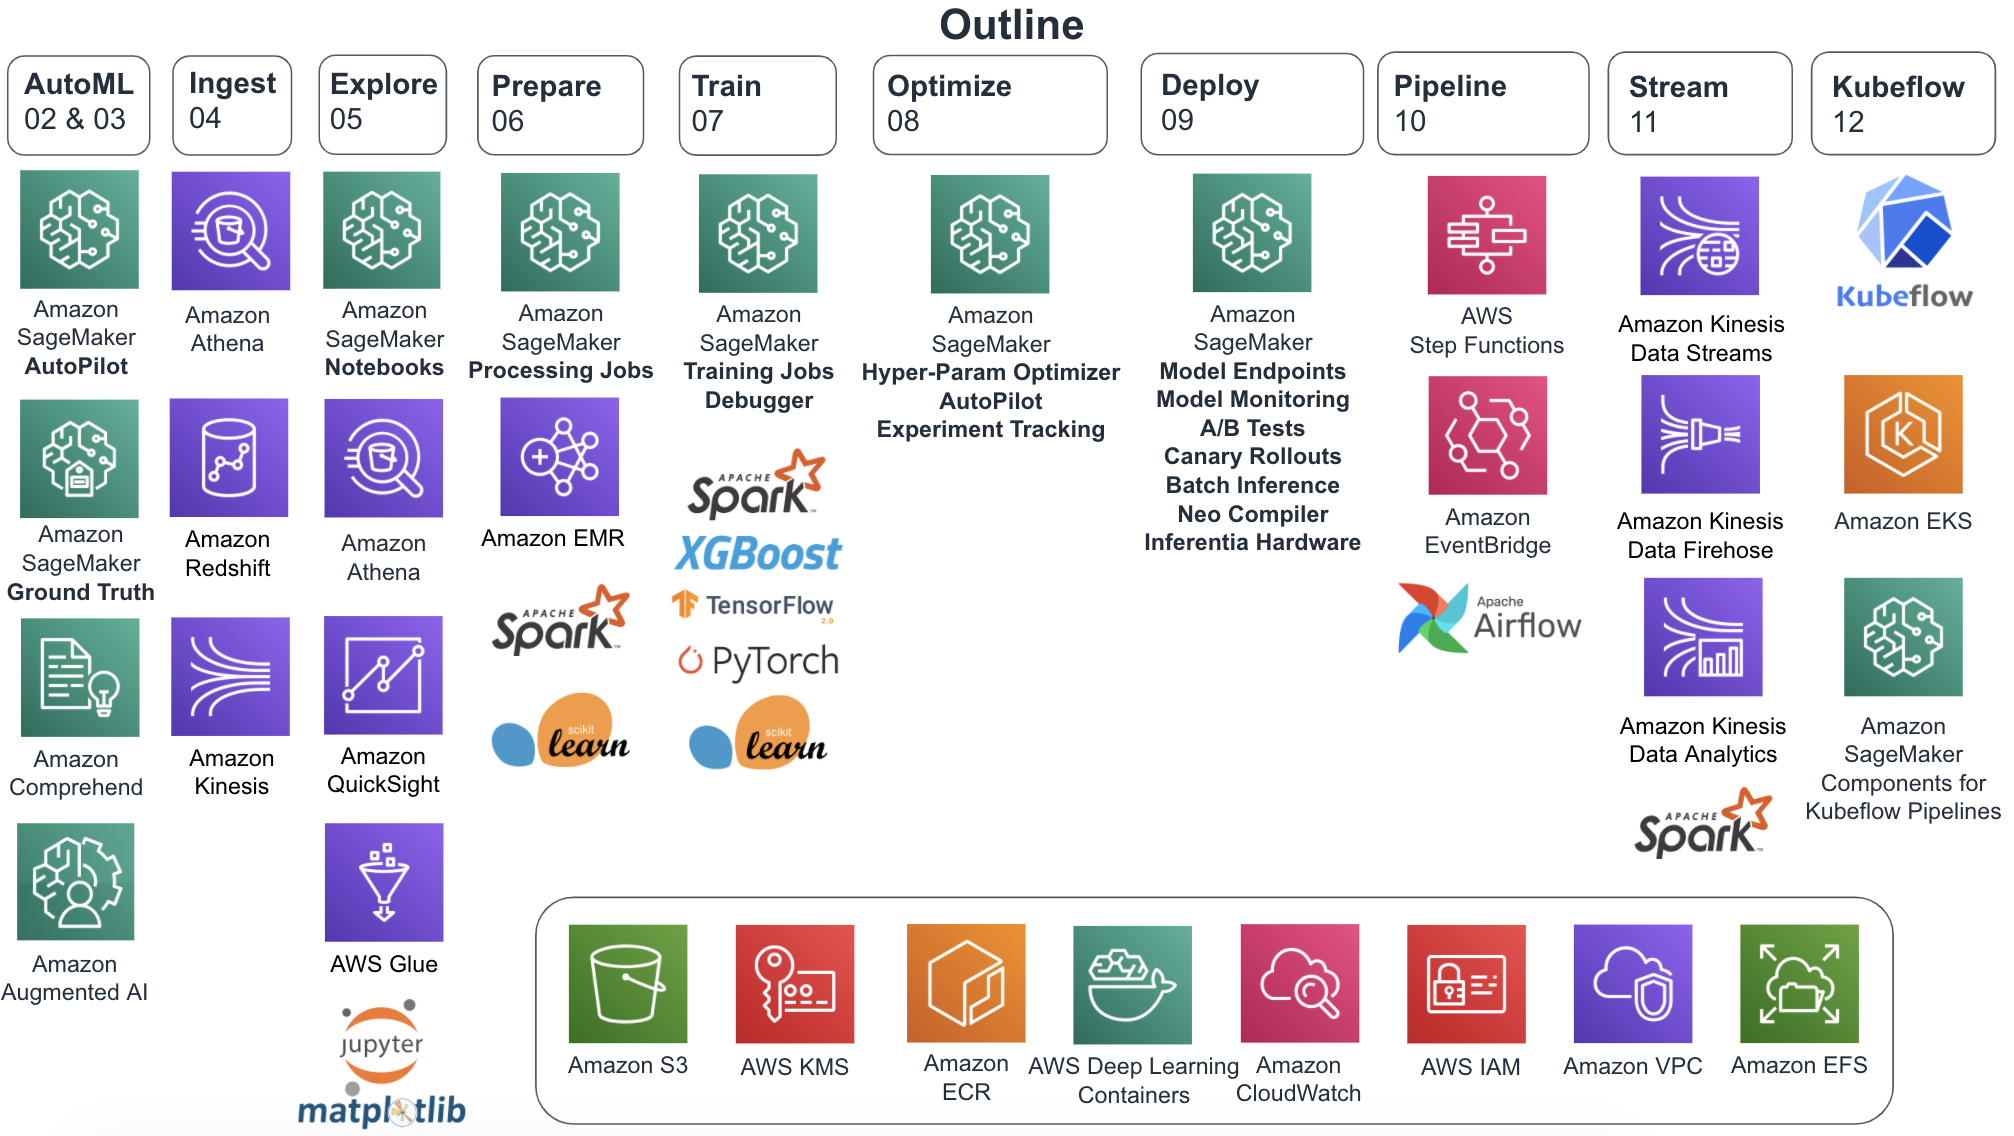 Outline
AutoML
02 & 03
Ingest
04
Explore
05
Prepare
06
Train
07
Optimize
08
Deploy
09
Pipeline
10
Stream
11
Kubeflow
12
Amazon
SageMaker
AutoPilot
Amazon
SageMaker
Ground Truth
Amazon
Comprehend
Amazon
Augmented AI
Amazon
Athena
Amazon
Redshift
Amazon
Kinesis
Amazon
SageMaker
Notebooks
Amazon
Athena
Amazon
QuickSight
AWS Glue
jupyter
matplotlib
Amazon
SageMaker
Processing Jobs
Amazon EMR
APACHE
Spark™
scikit
learn
Amazon
SageMaker
Training Jobs
Debugger
APACHE
Spark™
XGBoost
TensorFlow
2.0
PyTorch
scikit
learn
Amazon
SageMaker
Hyper-Param Optimizer
AutoPilot
Experiment Tracking
Amazon
SageMaker
Model Endpoints
Model Monitoring
A/B Tests
Canary Rollouts
Batch Inference
Neo Compiler
Inferentia Hardware
AWS
Step Functions
Amazon
EventBridge
Apache
Airflow
Amazon Kinesis
Data Streams
Amazon Kinesis
Data Firehose
Amazon Kinesis
Data Analytics
APACHE
Spark™
Kubeflow
K
Amazon EKS
Amazon
SageMaker
Components for
Kubeflow Pipelines
Amazon S3
AWS KMS
Amazon
ECR
AWS Deep Learning
Containers
Amazon
CloudWatch
AWS IAM
Amazon VPC
Amazon EFS